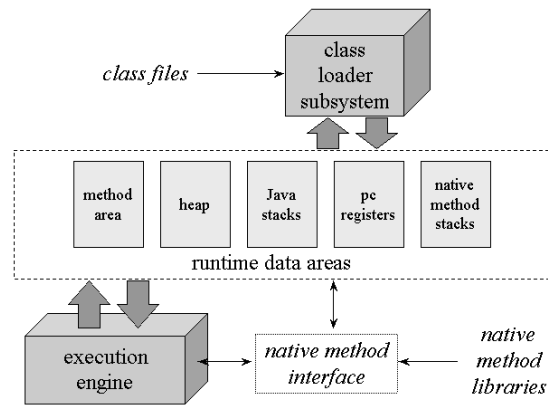 class
loader
subsystem
class files
method
area
heap
Java
stacks
pc
registers
native
method
stacks
runtime data areas
execution
engine
native method
interface
native
method
libraries